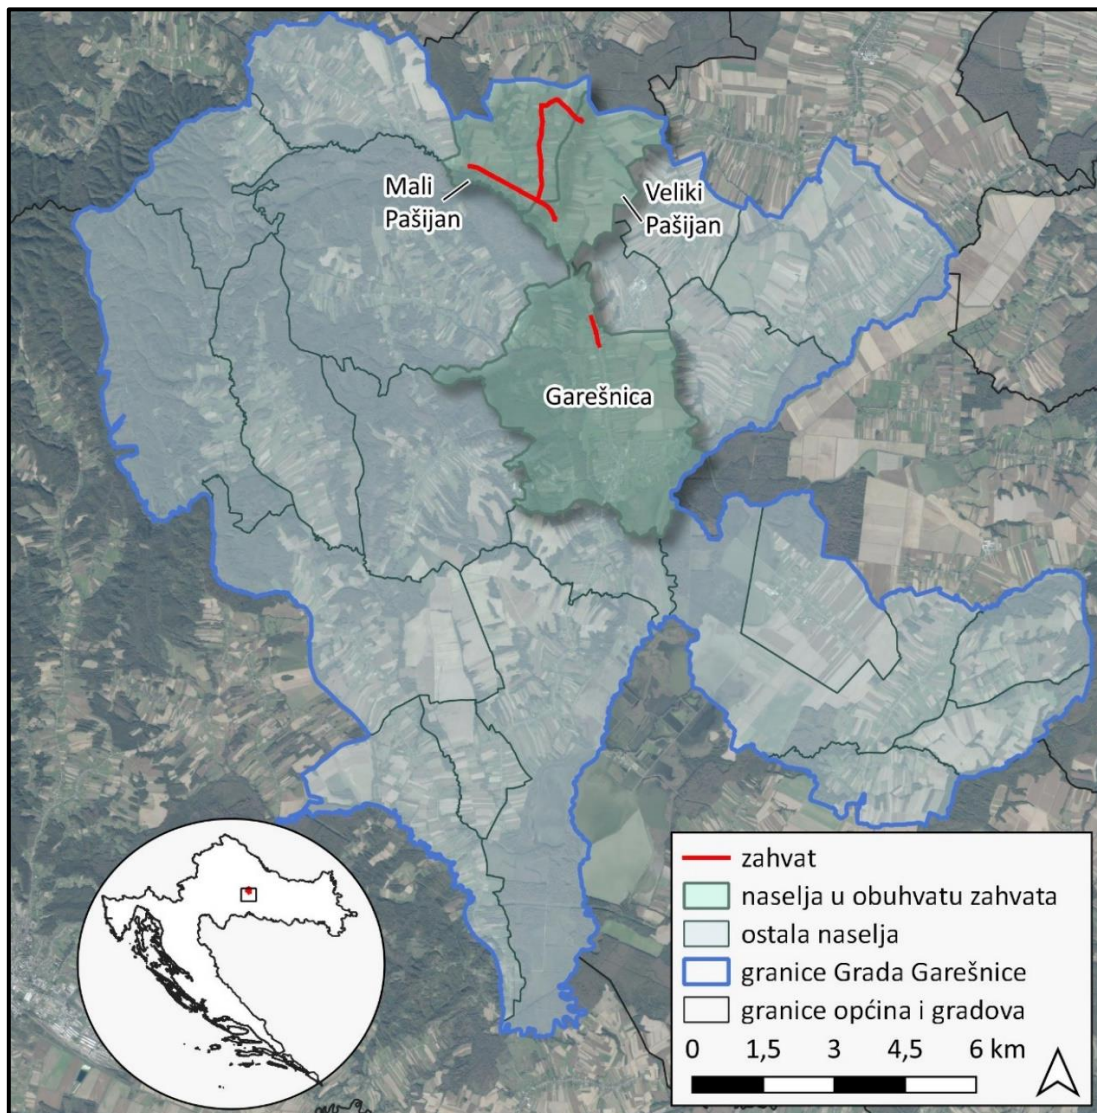 Mali
Pašijan
Veliki
Pašijan
Garešnica
zahvat
naselja u obuhvatu zahvata
ostala naselja
granice Grada Garešnice
granice općina i gradova
0 1,5 3 4,5 6 km